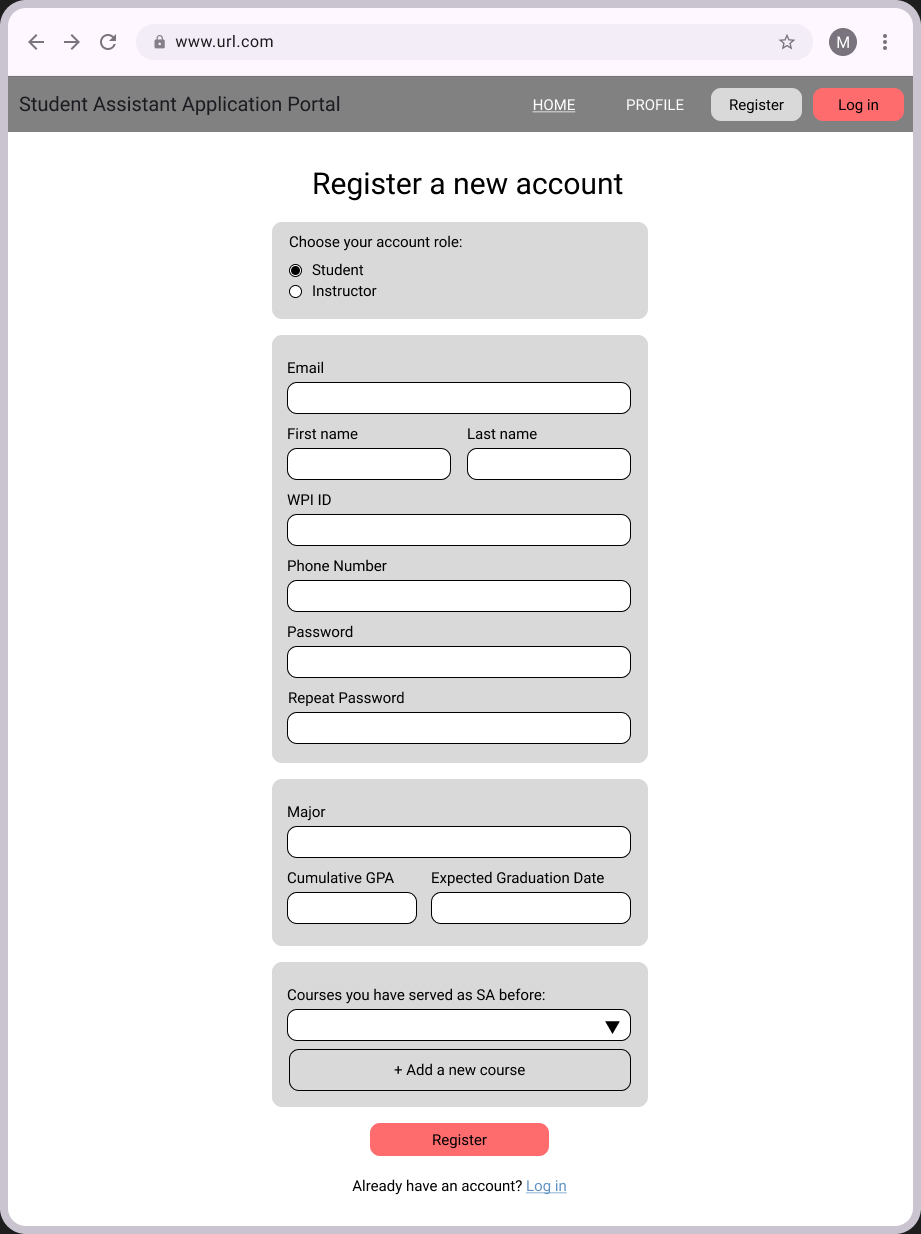 www.url.com
M
Student Assistant Application Portal
HOME
PROFILE
Register
Log in
Register a new account
Choose your account role:
Student
Instructor
Email
First name
Last name
WPI ID
Phone Number
Password
Repeat Password
Major
Cumulative GPA
Expected Graduation Date
Courses you have served as SA before:
+ Add a new course
Register
Already have an account? Log in